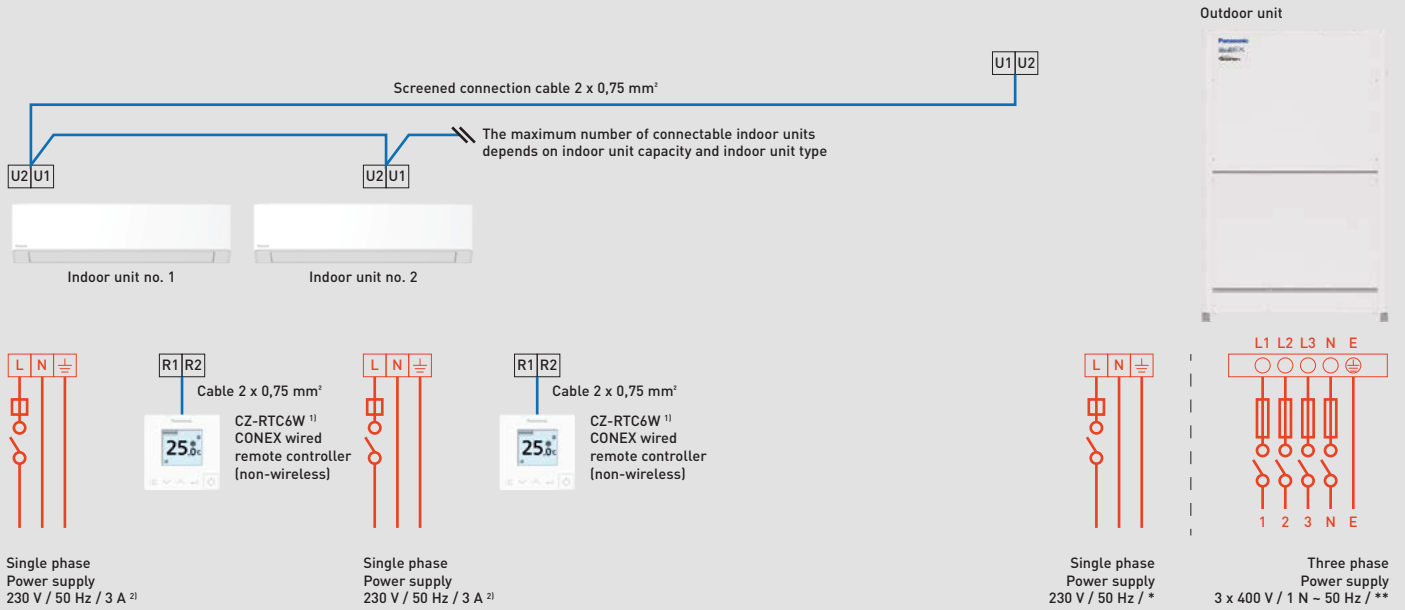 Outdoor unit
Panasonic
U1 U2
Screened connection cable 2 x 0,75 mm²
The maximum number of connectable indoor units
depends on indoor unit capacity and indoor unit type
U2 U1
U2 U1
Indoor unit no. 1
Indoor unit no. 2
L N
R1 R2
Cable 2 x 0,75 mm²
Panasonic
25.0c
CZ-RTC6W ¹⁾
CONEX wired
remote controller
(non-wireless)
L N
R1 R2
Cable 2 x 0,75 mm²
Panasonic
25.0c
CZ-RTC6W ¹⁾
CONEX wired
remote controller
(non-wireless)
L N
L1 L2 L3 N E
1 2 3 N E
Single phase
Power supply
230 V / 50 Hz / 3 A ²⁾
Single phase
Power supply
230 V / 50 Hz / 3 A ²⁾
Single phase
Power supply
230 V / 50 Hz / *
Three phase
Power supply
3 x 400 V / 1 N ~ 50 Hz / **